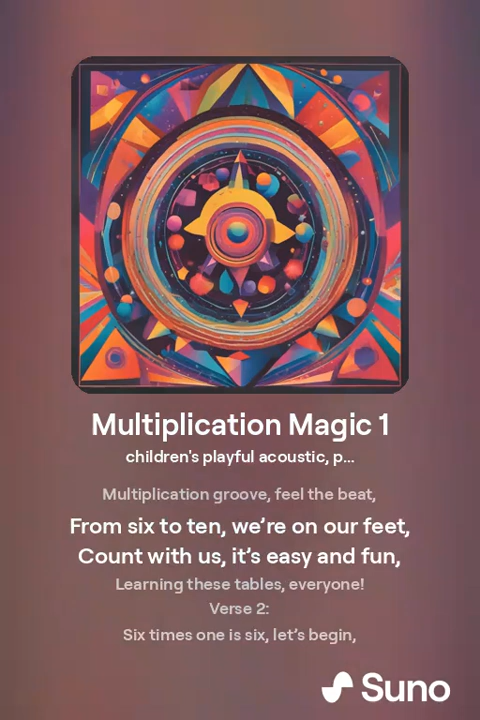 Multiplication Magic 1
children's playful acoustic, p...
Multiplication groove, feel the beat,
From six to ten, we’re on our feet,
Count with us, it’s easy and fun,
Learning these tables, everyone!
Verse 2:
Six times one is six, let’s begin,
Suno